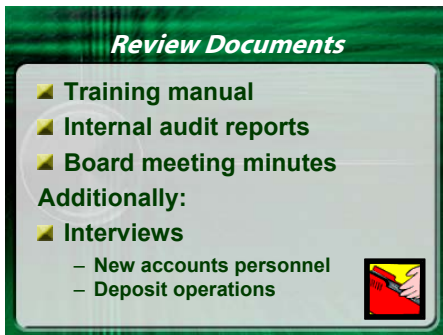 Review Documents
Training manual
Internal audit reports
Board meeting minutes
Additionally:
Interviews
– New accounts personnel
– Deposit operations